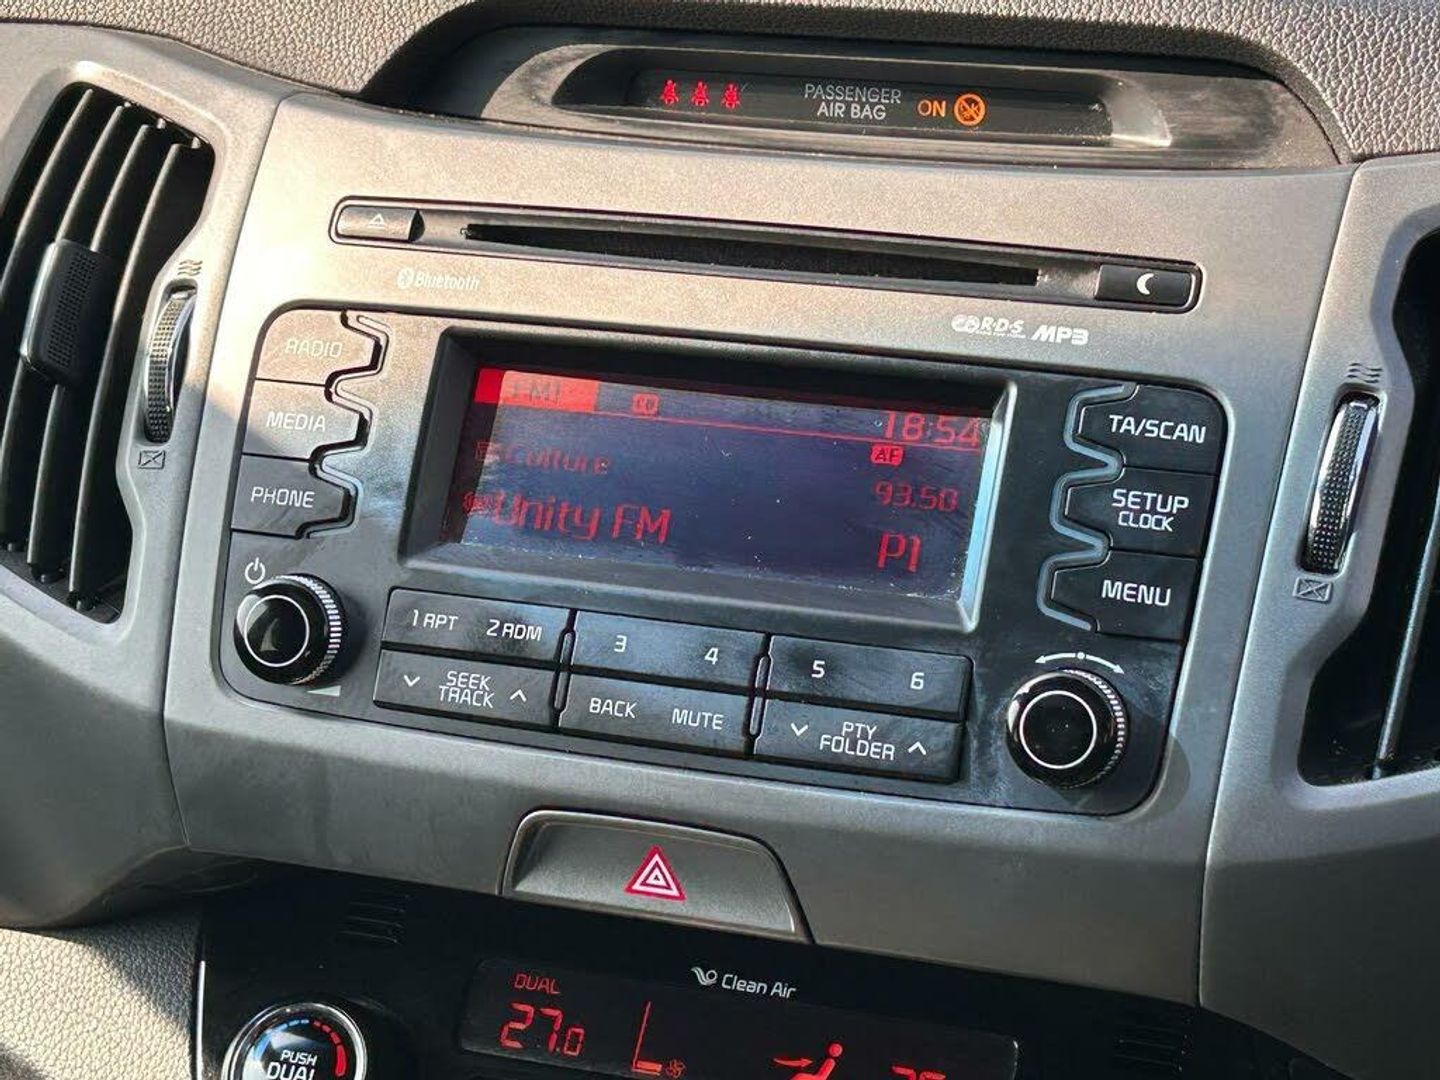 PASSENGER
AIR BAG
ON
Bluetooth
R·D·S MP3
RADIO
MEDIA
PHONE
FM1
18:54
Culture
AF
93.50
Unity FM
P1
TA/SCAN
SETUP
CLOCK
MENU
1 RPT
2 RDM
3
4
5
6
SEEK
TRACK
BACK
MUTE
PTY
FOLDER
DUAL
27.0
Clean Air
PUSH
DUAL